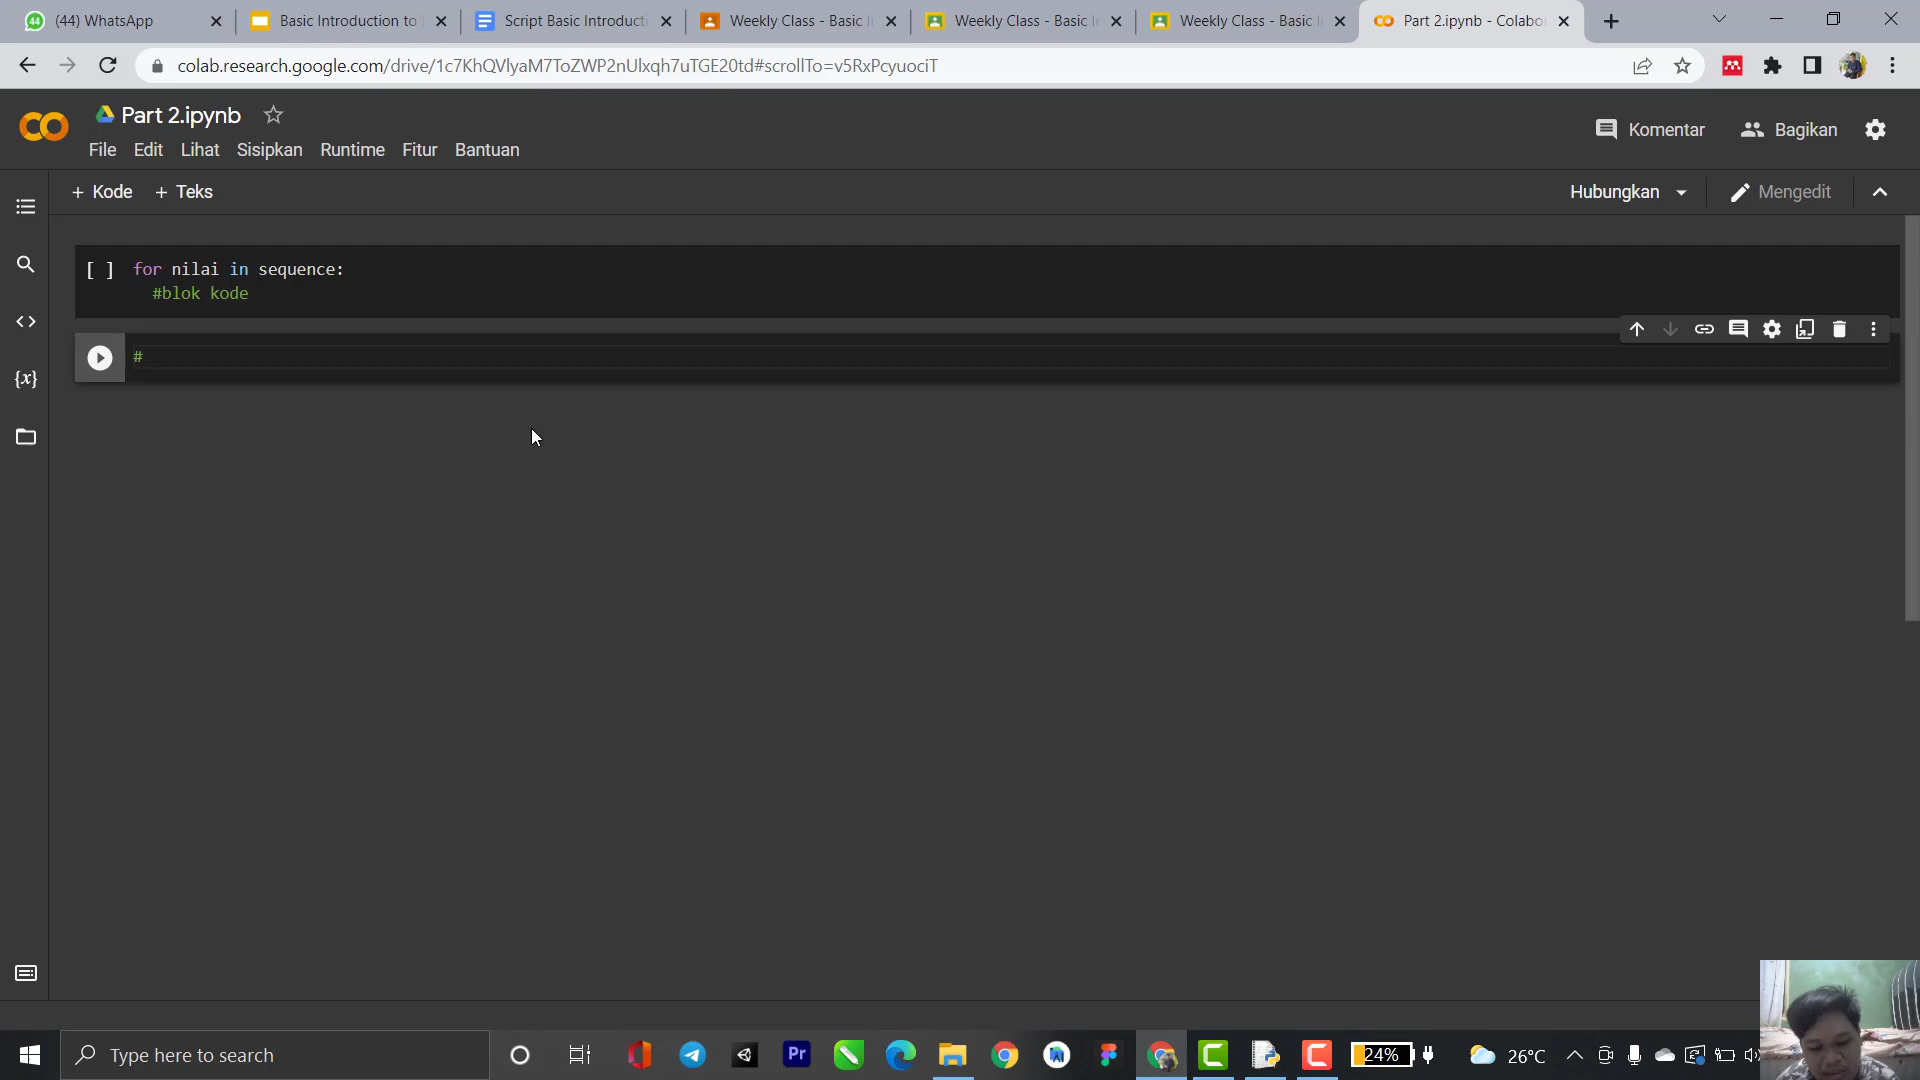 44 (44) WhatsApp
Basic Introduction to
Script Basic Introducti
Weekly Class - Basic
Weekly Class - Basic
Weekly Class - Basic
Part 2.ipynb - Colabo
colab.research.google.com/drive/1c7KhQVlyaM7ToZWP2nUlxqh7uTGE20td#scrollTo=v5RxPcyuociT
Part 2.ipynb
File Edit Lihat Sisipkan Runtime Fitur Bantuan
Komentar
Bagikan
+ Kode + Teks
Hubungkan
Mengedit
[ ] for nilai in sequence:
#blok kode
#
{x}
Type here to search
Pr
24%
26°C